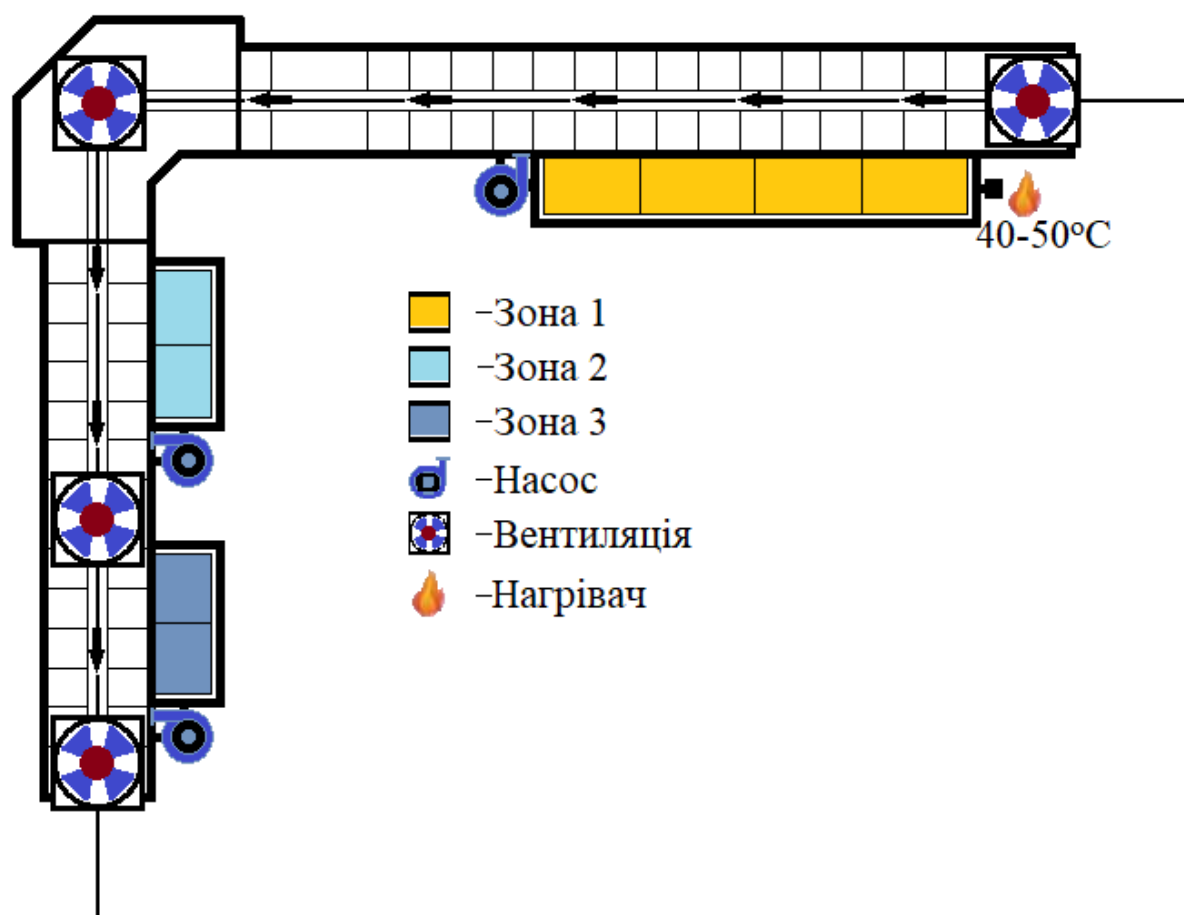 40-50°C
-Зона 1
-Зона 2
-Зона 3
-Насос
-Вентиляція
-Нагрівач